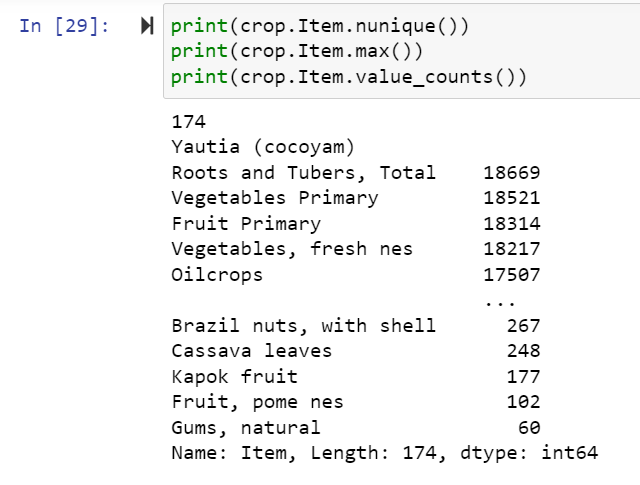 In [29]: print(crop.Item.nunique())
print(crop.Item.max())
print(crop.Item.value_counts())
174
Yautia (cocoyam)
Roots and Tubers, Total 18669
Vegetables Primary 18521
Fruit Primary 18314
Vegetables, fresh nes 18217
Oilcrops 17507
...
Brazil nuts, with shell 267
Cassava leaves 248
Kapok fruit 177
Fruit, pome nes 102
Gums, natural 60
Name: Item, Length: 174, dtype: int64